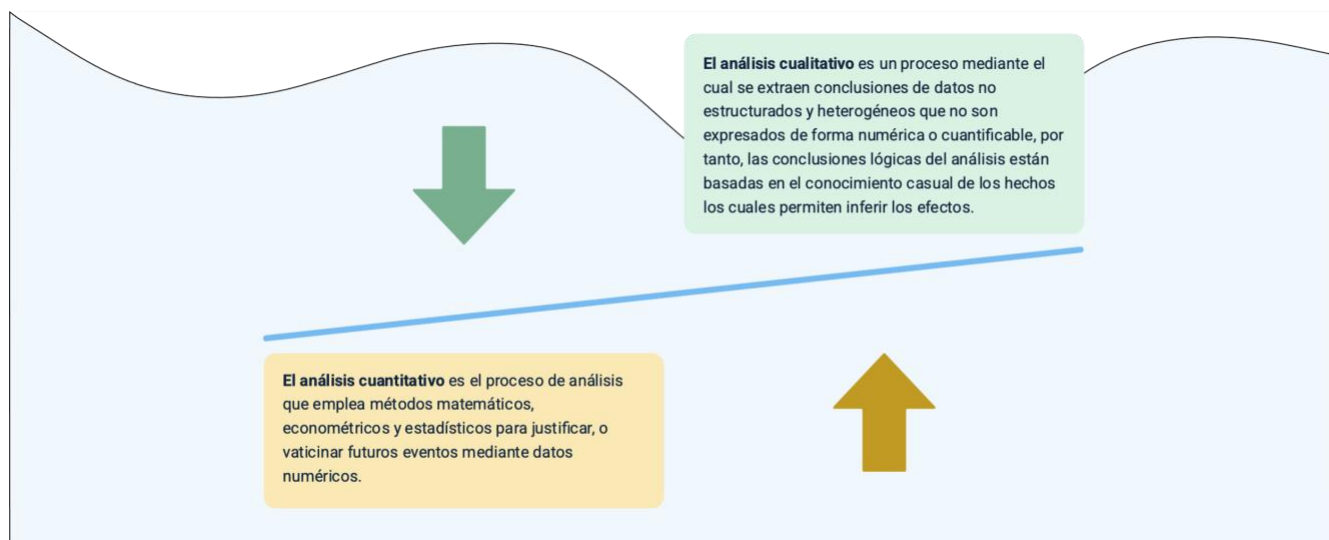 El análisis cualitativo es un proceso mediante el
cual se extraen conclusiones de datos no
estructurados y heterogéneos que no son
expresados de forma numérica o cuantificable, por
tanto, las conclusiones lógicas del análisis están
basadas en el conocimiento casual de los hechos
los cuales permiten inferir los efectos.
El análisis cuantitativo es el proceso de análisis
que emplea métodos matemáticos,
econométricos y estadísticos para justificar, o
vaticinar futuros eventos mediante datos
numéricos.